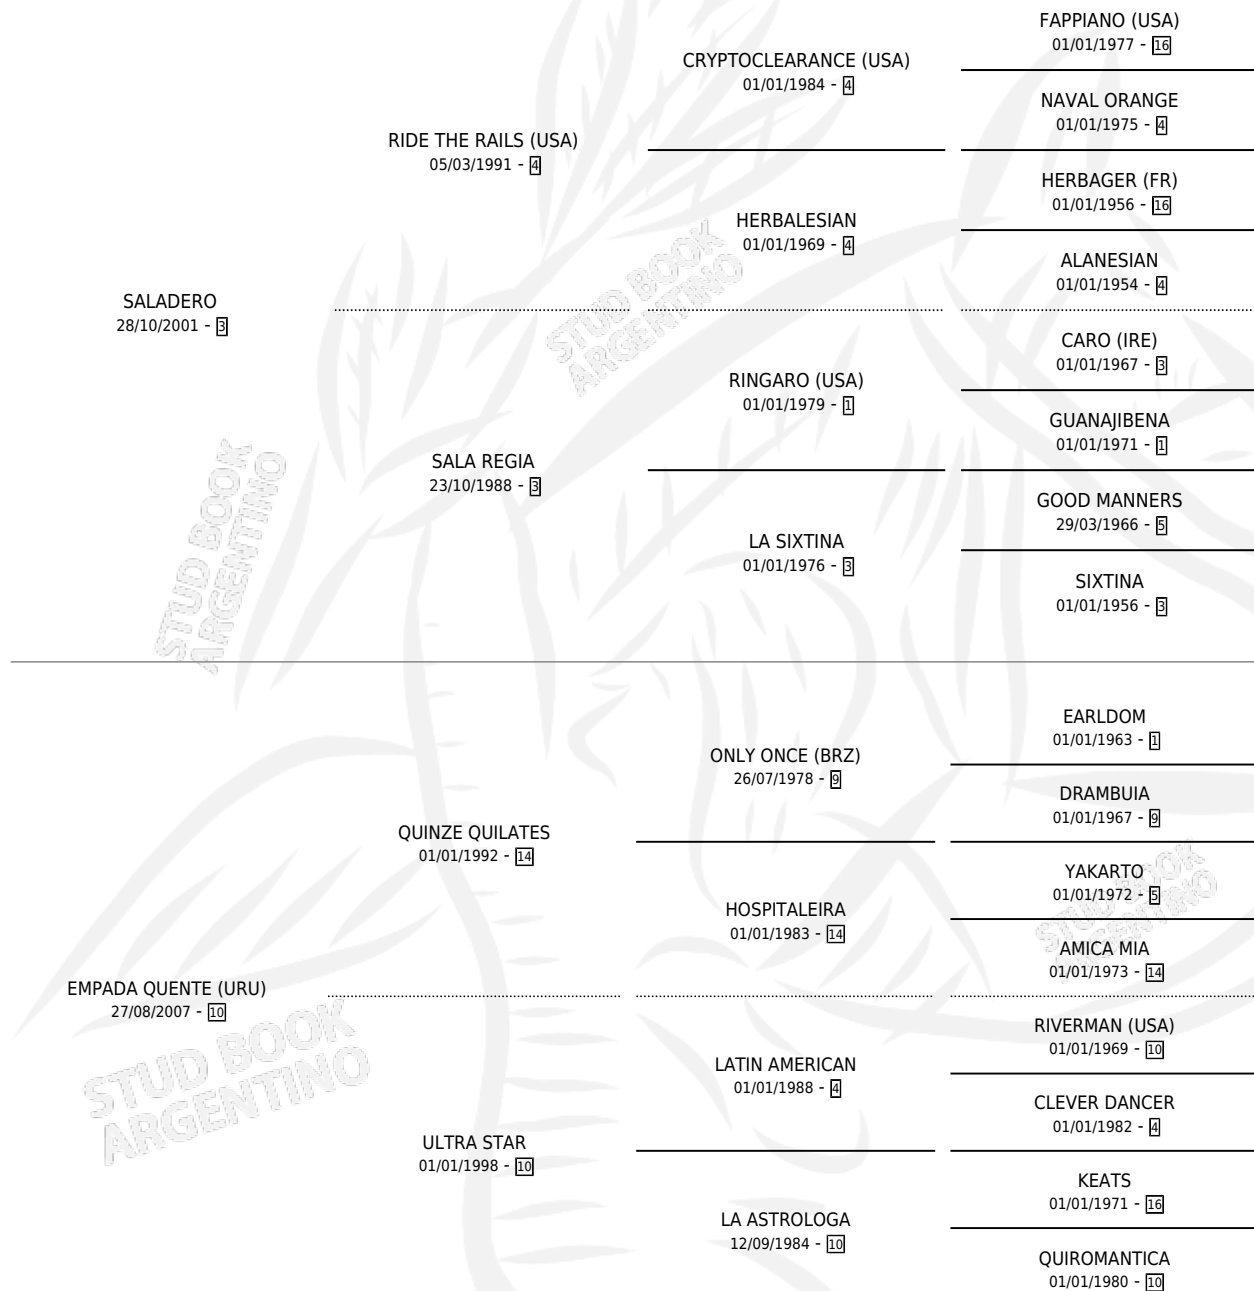 FAPPIANO (USA)
01/01/1977 - 16
CRYPTOCLEARANCE (USA)
01/01/1984 - 4
NAVAL ORANGE
01/01/1975 - 4
RIDE THE RAILS (USA)
05/03/1991 - 4
HERBAGER (FR)
01/01/1956 - 16
HERBALESIAN
01/01/1969 - 4
ALANESIAN
01/01/1954 - 4
SALADERO
28/10/2001 - 3
CARO (IRE)
01/01/1967 - 3
RINGARO (USA)
01/01/1979 - 1
GUANAJIBENA
01/01/1971 - 1
SALA REGIA
23/10/1988 - 3
GOOD MANNERS
29/03/1966 - 5
LA SIXTINA
01/01/1976 - 3
SIXTINA
01/01/1956 - 3
EARLDOM
01/01/1963 - 1
ONLY ONCE (BRZ)
26/07/1978 - 9
DRAMBUIA
01/01/1967 - 9
QUINZE QUILATES
01/01/1992 - 14
YAKARTO
01/01/1972 - 5
HOSPITALEIRA
01/01/1983 - 14
AMICA MIA
01/01/1973 - 14
EMPADA QUENTE (URU)
27/08/2007 - 10
RIVERMAN (USA)
01/01/1969 - 10
LATIN AMERICAN
01/01/1988 - 4
CLEVER DANCER
01/01/1982 - 4
ULTRA STAR
01/01/1998 - 10
KEATS
01/01/1971 - 16
LA ASTROLOGA
12/09/1984 - 10
QUIROMANTICA
01/01/1980 - 10
STUD BOOK
ARGENTINO
STUD BOOK
ARGENTINO
STUD BOOK
ARGENTINO
STUD BOOK
ARGENTINO